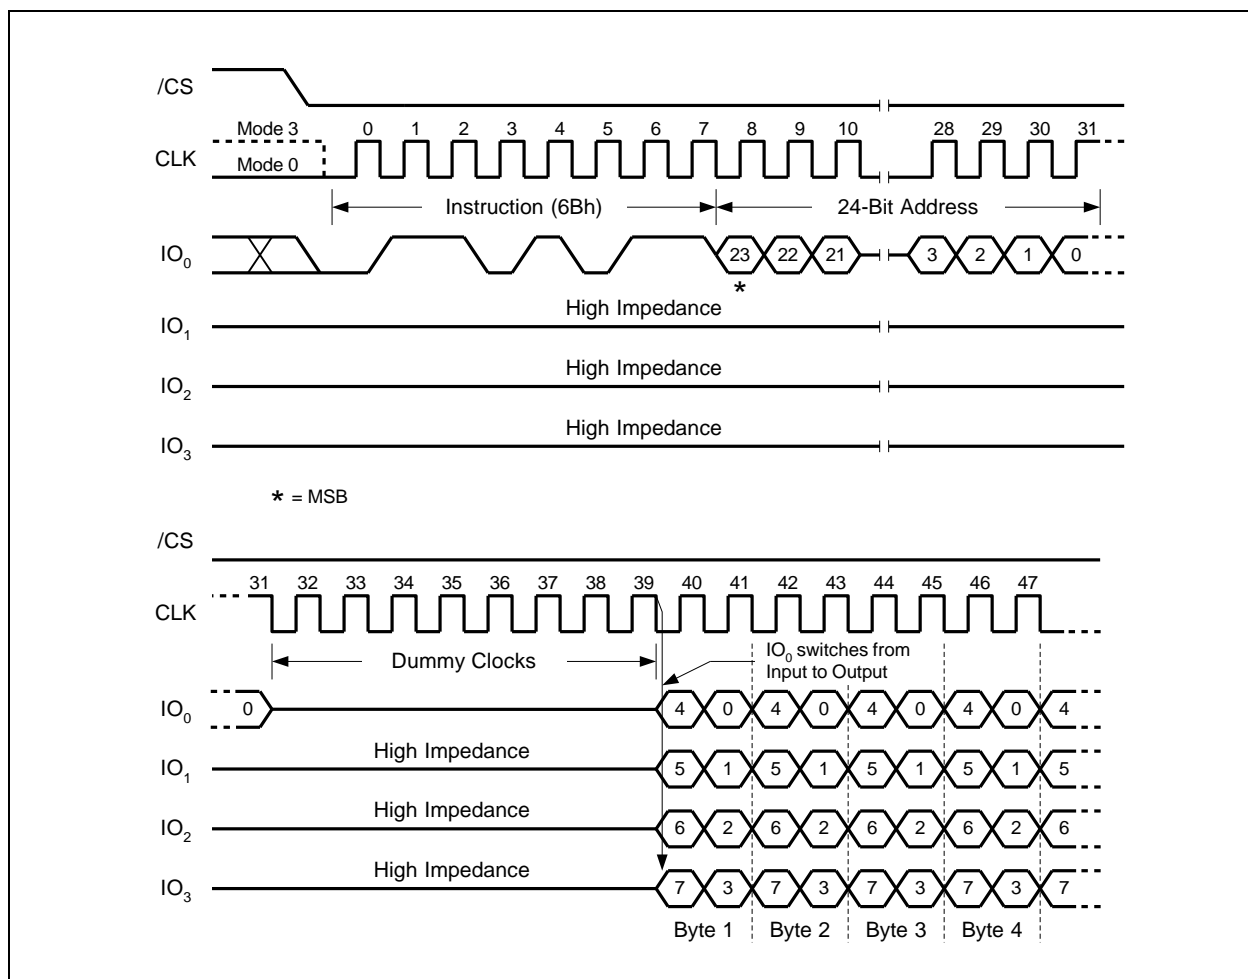 /CS
Mode 3 0 1 2 3 4 5 6 7 8 9 10 28 29 30 31
CLK
Mode 0
Instruction (6Bh) 24-Bit Address
IO0 23 22 21 3 2 1 0
*
High Impedance
IO1
High Impedance
IO2
High Impedance
IO3
* = MSB
/CS
31 32 33 34 35 36 37 38 39 40 41 42 43 44 45 46 47
CLK
Dummy Clocks
IO0 switches from
Input to Output
IO0 0 4 0 4 0 4 0 4 0 4
High Impedance
IO1 5 1 5 1 5 1 5 1 5
High Impedance
IO2 6 2 6 2 6 2 6 2 6
High Impedance
IO3 7 3 7 3 7 3 7 3 7
Byte 1 Byte 2 Byte 3 Byte 4